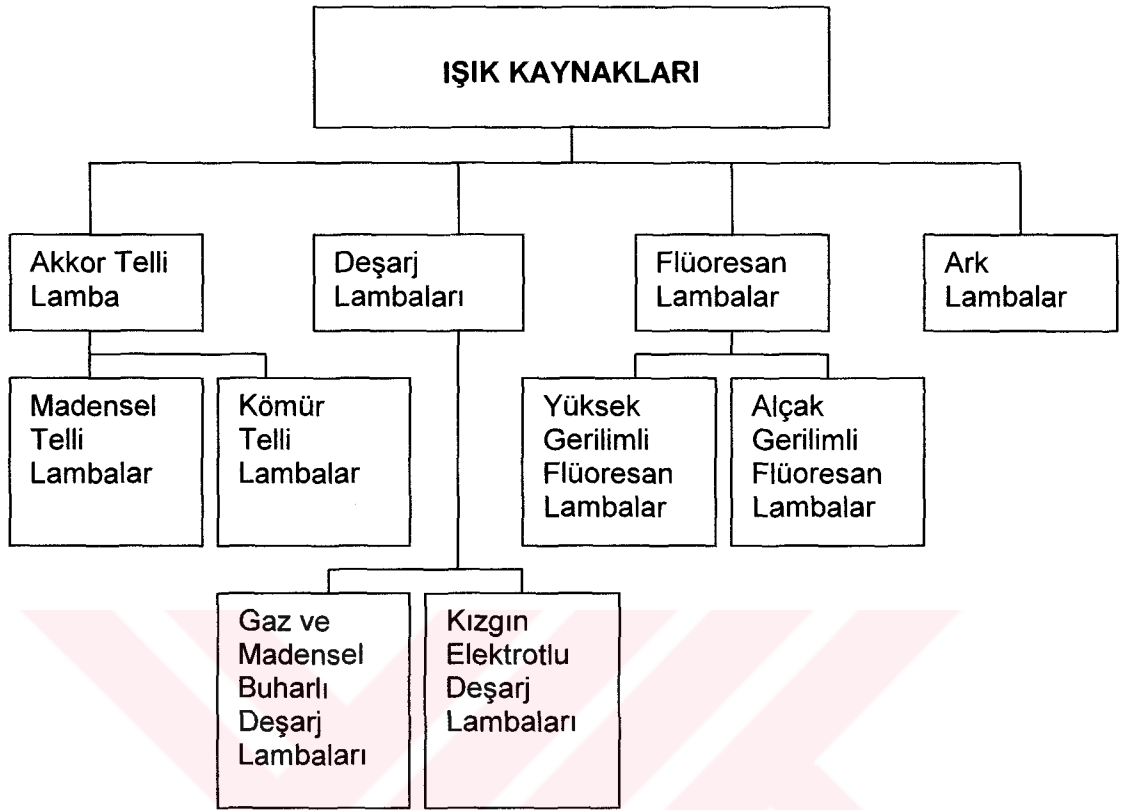 IŞIK KAYNAKLARI
Akkor Telli
Lamba
Deşarj
Lambaları
Flüoresan
Lambalar
Ark
Lambalar
Madensel
Telli
Lambalar
Kömür
Telli
Lambalar
Yüksek
Gerilimli
Flüoresan
Lambalar
Alçak
Gerilimli
Flüoresan
Lambalar
Gaz ve
Madensel
Buharlı
Deşarj
Lambaları
Kızgın
Elektrotlu
Deşarj
Lambaları